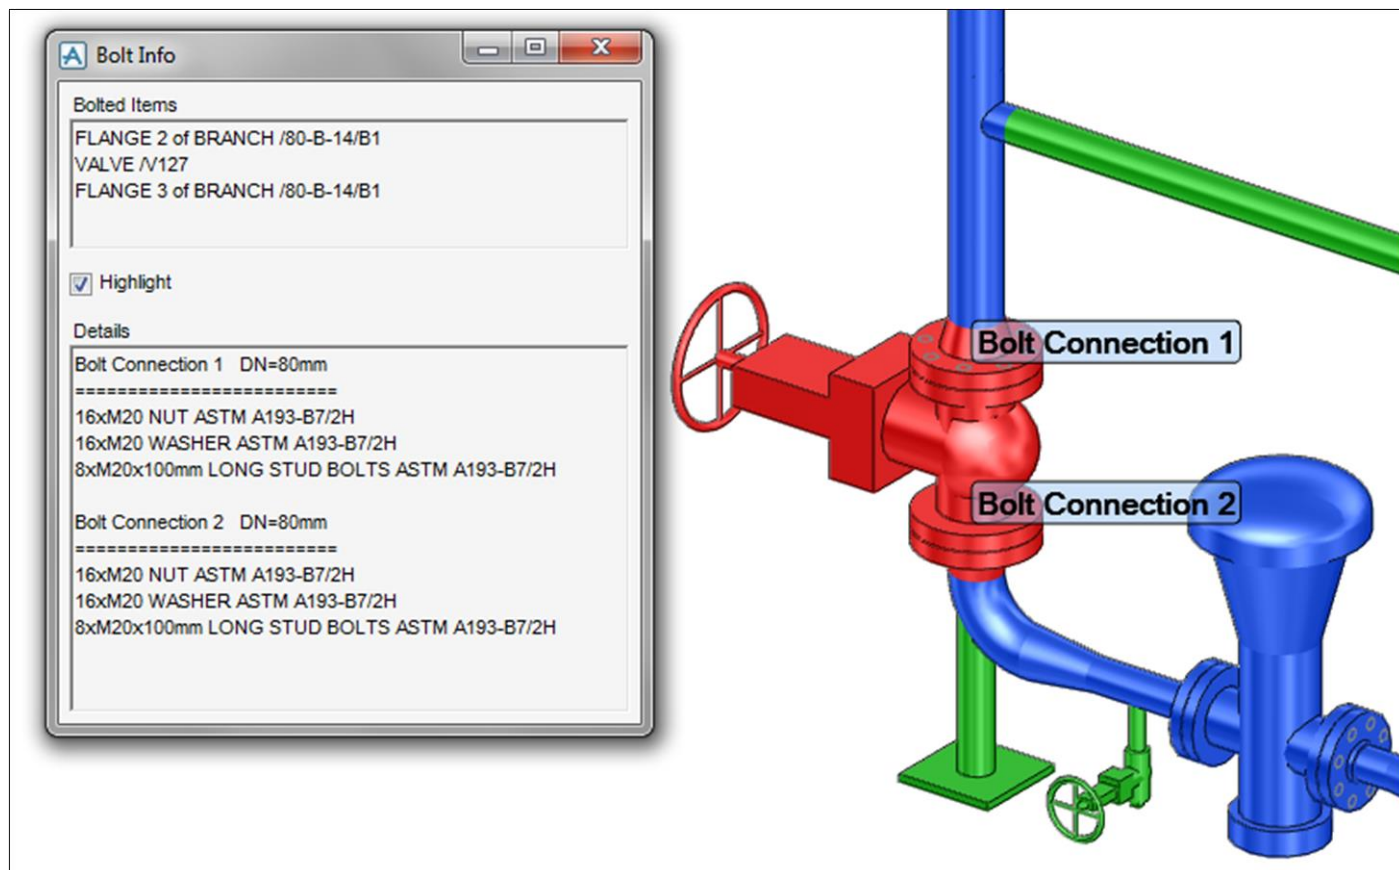 Bolt Info
Bolted Items
FLANGE 2 of BRANCH /80-B-14/B1
VALVE /V127
FLANGE 3 of BRANCH /80-B-14/B1
Highlight
Details
Bolt Connection 1   DN=80mm
=========================
16xM20 NUT ASTM A193-B7/2H
16xM20 WASHER ASTM A193-B7/2H
8xM20x100mm LONG STUD BOLTS ASTM A193-B7/2H
Bolt Connection 2   DN=80mm
=========================
16xM20 NUT ASTM A193-B7/2H
16xM20 WASHER ASTM A193-B7/2H
8xM20x100mm LONG STUD BOLTS ASTM A193-B7/2H
Bolt Connection 1
Bolt Connection 2